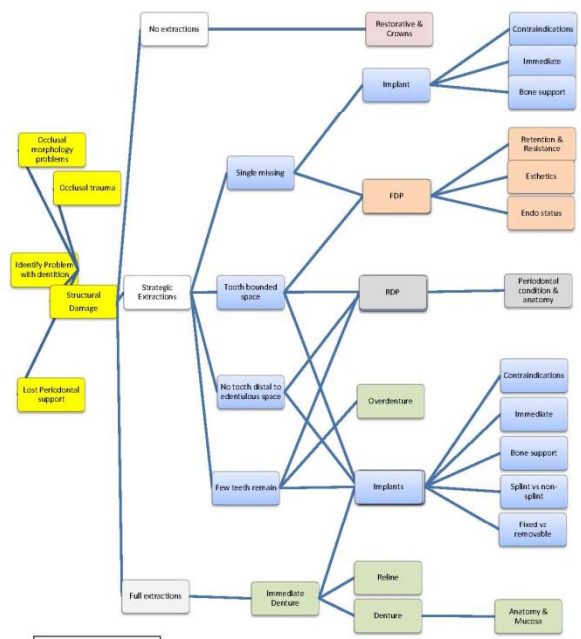 No extractions
Restorative &
Crowns
Contraindications
Implant
Immediate
Bone support
Occlusal
morphology
problems
Occlusal trauma
Retention &
Resistance
Single missing
Esthetics
FDP
Endo status
Identify Problem
with dentition
Structural
Damage
Strategic
Extractions
Tooth bounded
space
RDP
Periodontal
condition &
anatomy
Lost Periodontal
support
No tooth distal to
edentulous space
Overdenture
Contraindications
Immediate
Bone support
Few teeth remain
Implants
Splint vs non-
splint
Fixed vz
removable
Full extractions
Immediate
Denture
Reline
Denture
Anatomy &
Mucosa